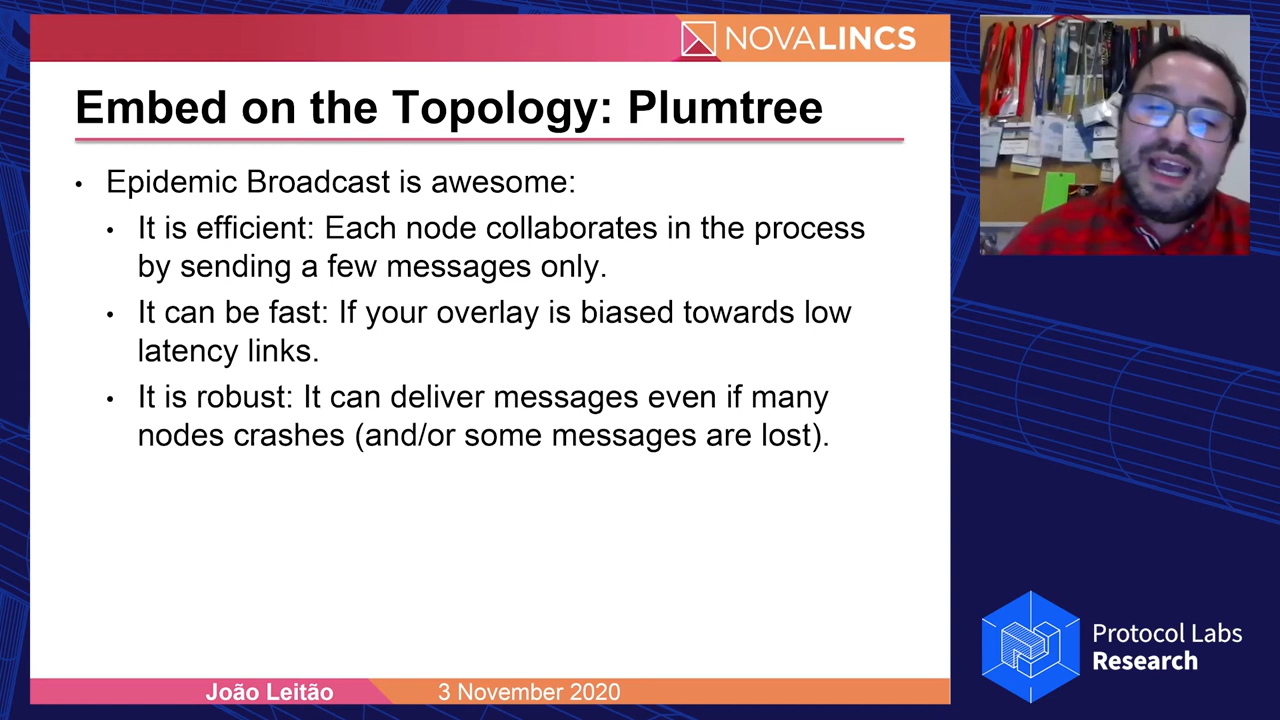 NOVALINCS
Embed on the Topology: Plumtree
• Epidemic Broadcast is awesome:
• It is efficient: Each node collaborates in the process
by sending a few messages only.
• It can be fast: If your overlay is biased towards low
latency links.
• It is robust: It can deliver messages even if many
nodes crashes (and/or some messages are lost).
João Leitão
3 November 2020
Protocol Labs
Research